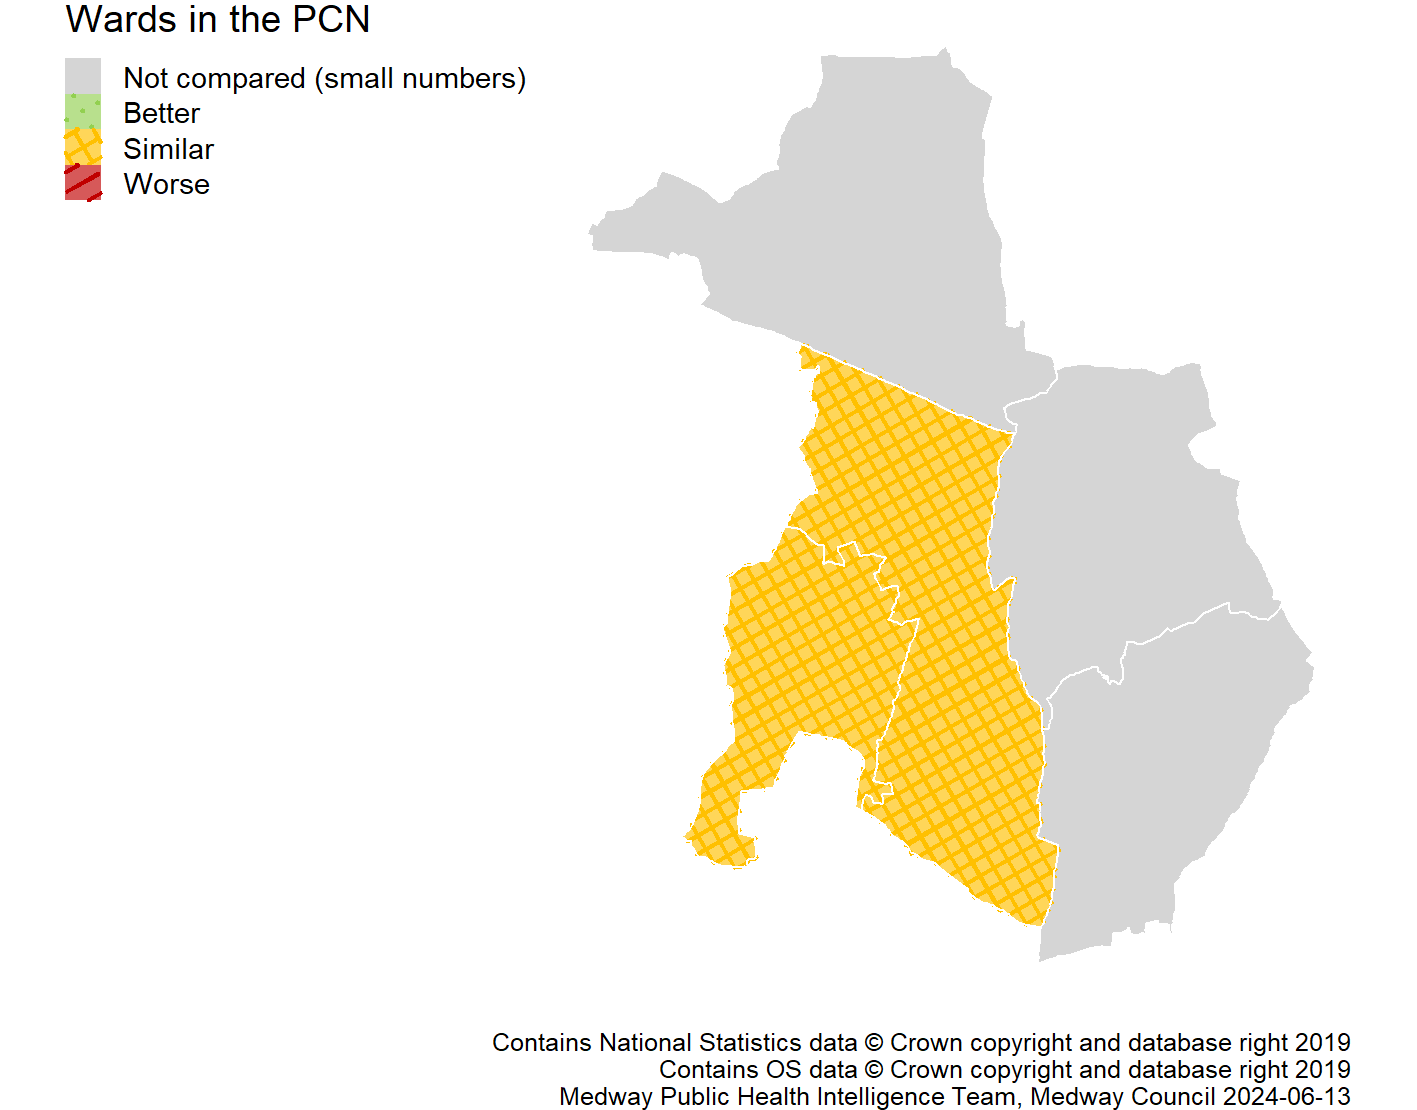 Wards in the PCN
Not compared (small numbers)
Better
Similar
Worse
Contains National Statistics data © Crown copyright and database right 2019
Contains OS data © Crown copyright and database right 2019
Medway Public Health Intelligence Team, Medway Council 2024-06-13